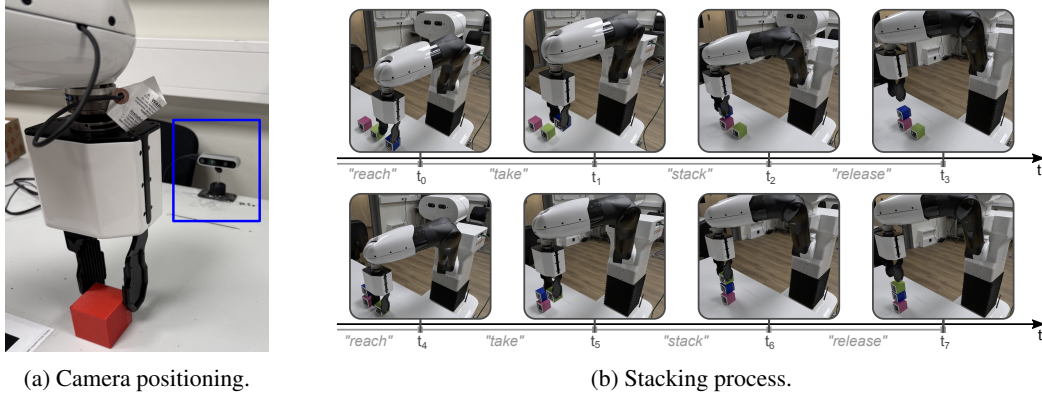 "reach" t0 "take" t1 "stack" t2 "release" t3 t
"reach" t4 "take" t5 "stack" t6 "release" t7 t
(a) Camera positioning.
(b) Stacking process.